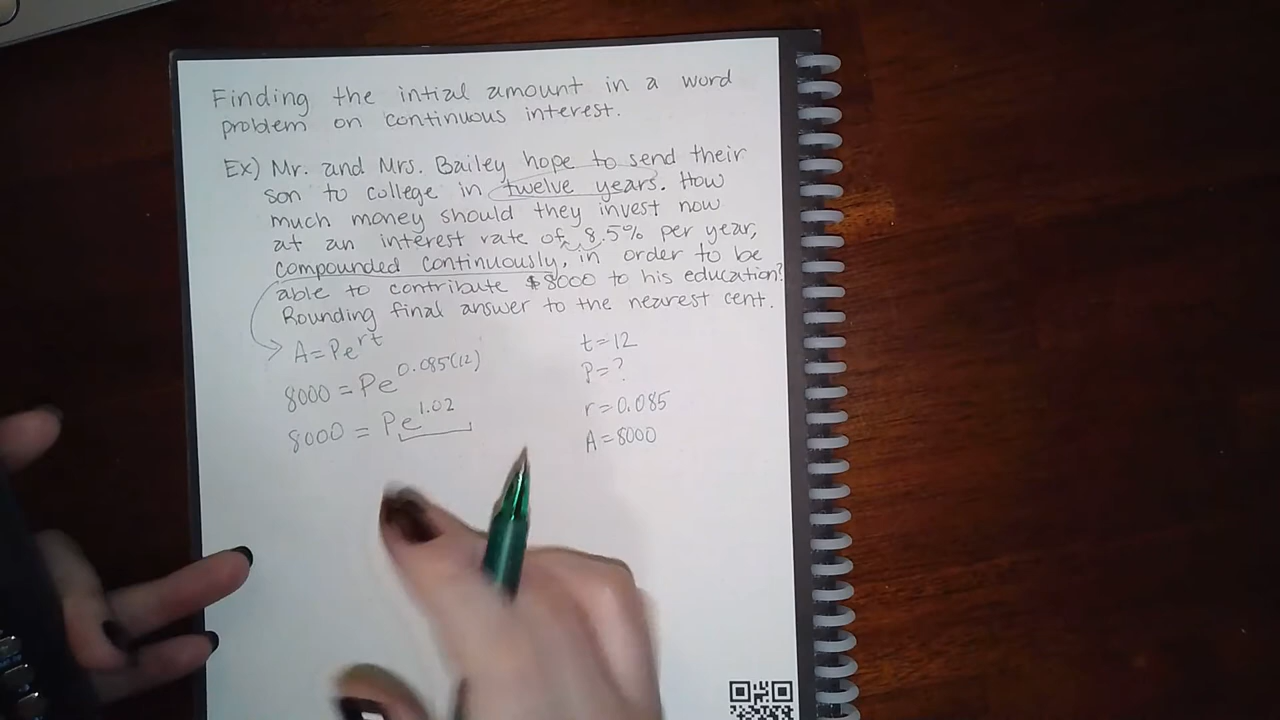 Finding the intial amount in a word
problem on continuous interest.
Ex) Mr. and Mrs. Bailey hope to send their
son to college in twelve years. How
much money should they invest now
at an interest rate of 8.5% per year,
compounded continuously, in order to be
able to contribute $8000 to his education?
Rounding final answer to the nearest cent.
A=Pe^rt
8000=Pe^0.085(12)
8000=Pe^1.02
t=12
P=?
r=0.085
A=8000